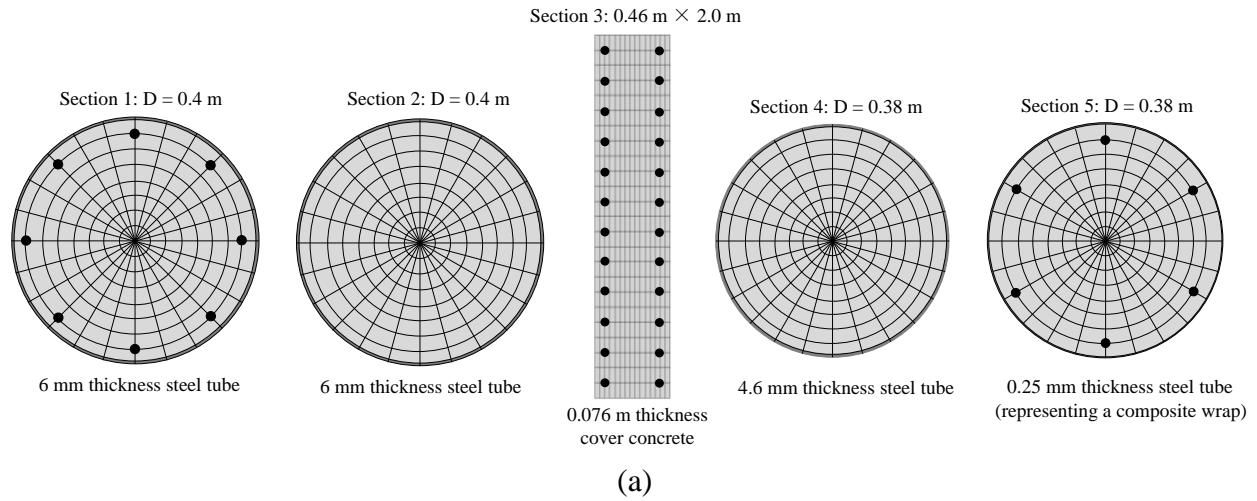 Section 3: 0.46 m × 2.0 m
Section 1: D = 0.4 m
Section 2: D = 0.4 m
Section 4: D = 0.38 m
Section 5: D = 0.38 m
6 mm thickness steel tube
6 mm thickness steel tube
0.076 m thickness
cover concrete
4.6 mm thickness steel tube
0.25 mm thickness steel tube
(representing a composite wrap)
(a)